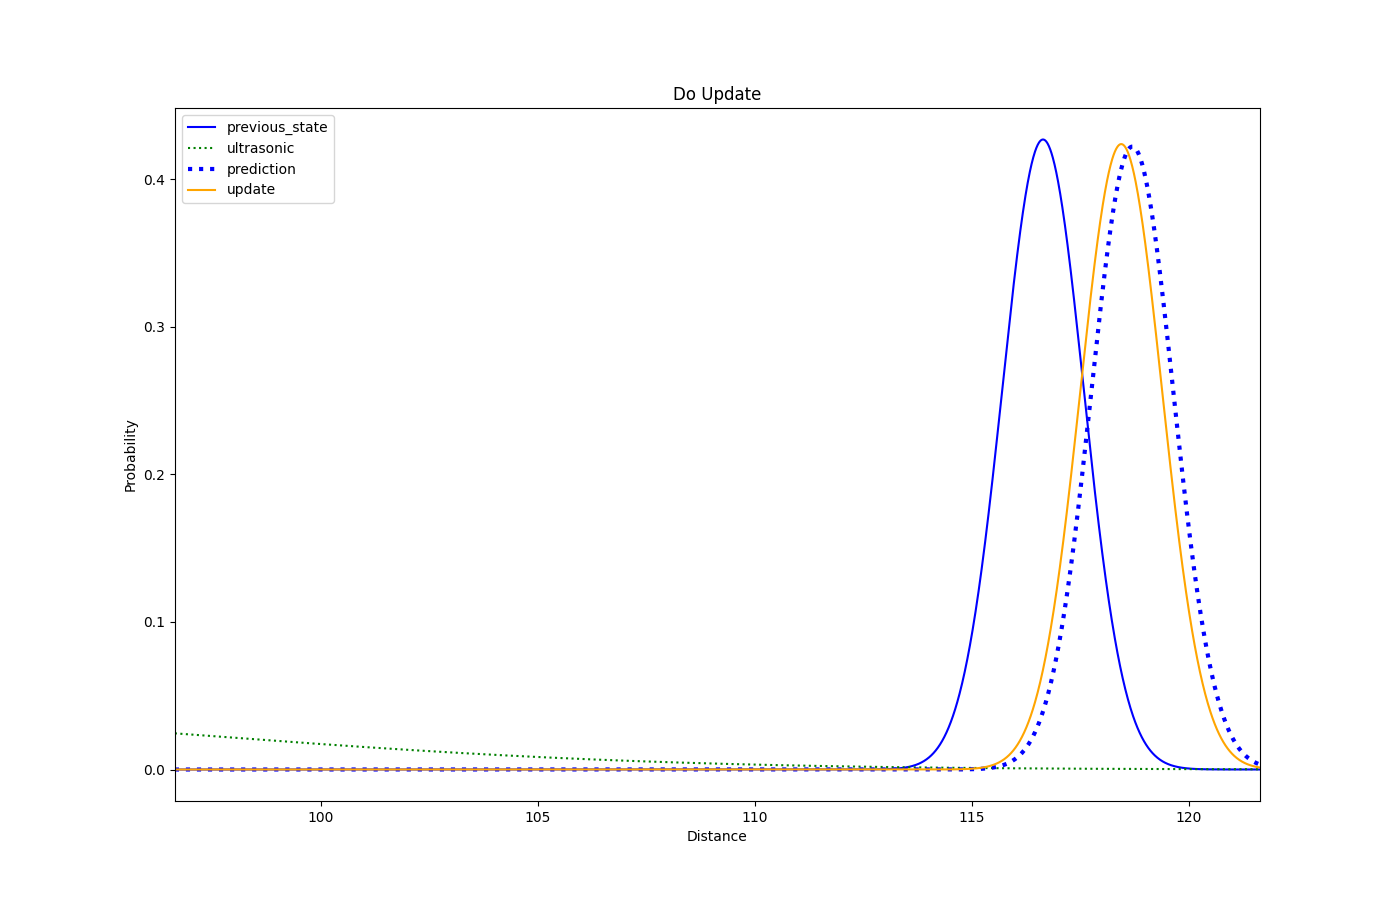 Do Update
previous_state
ultrasonic
prediction
update
0.4
0.3
0.2
0.1
0.0
Probability
100
105
110
115
120
Distance